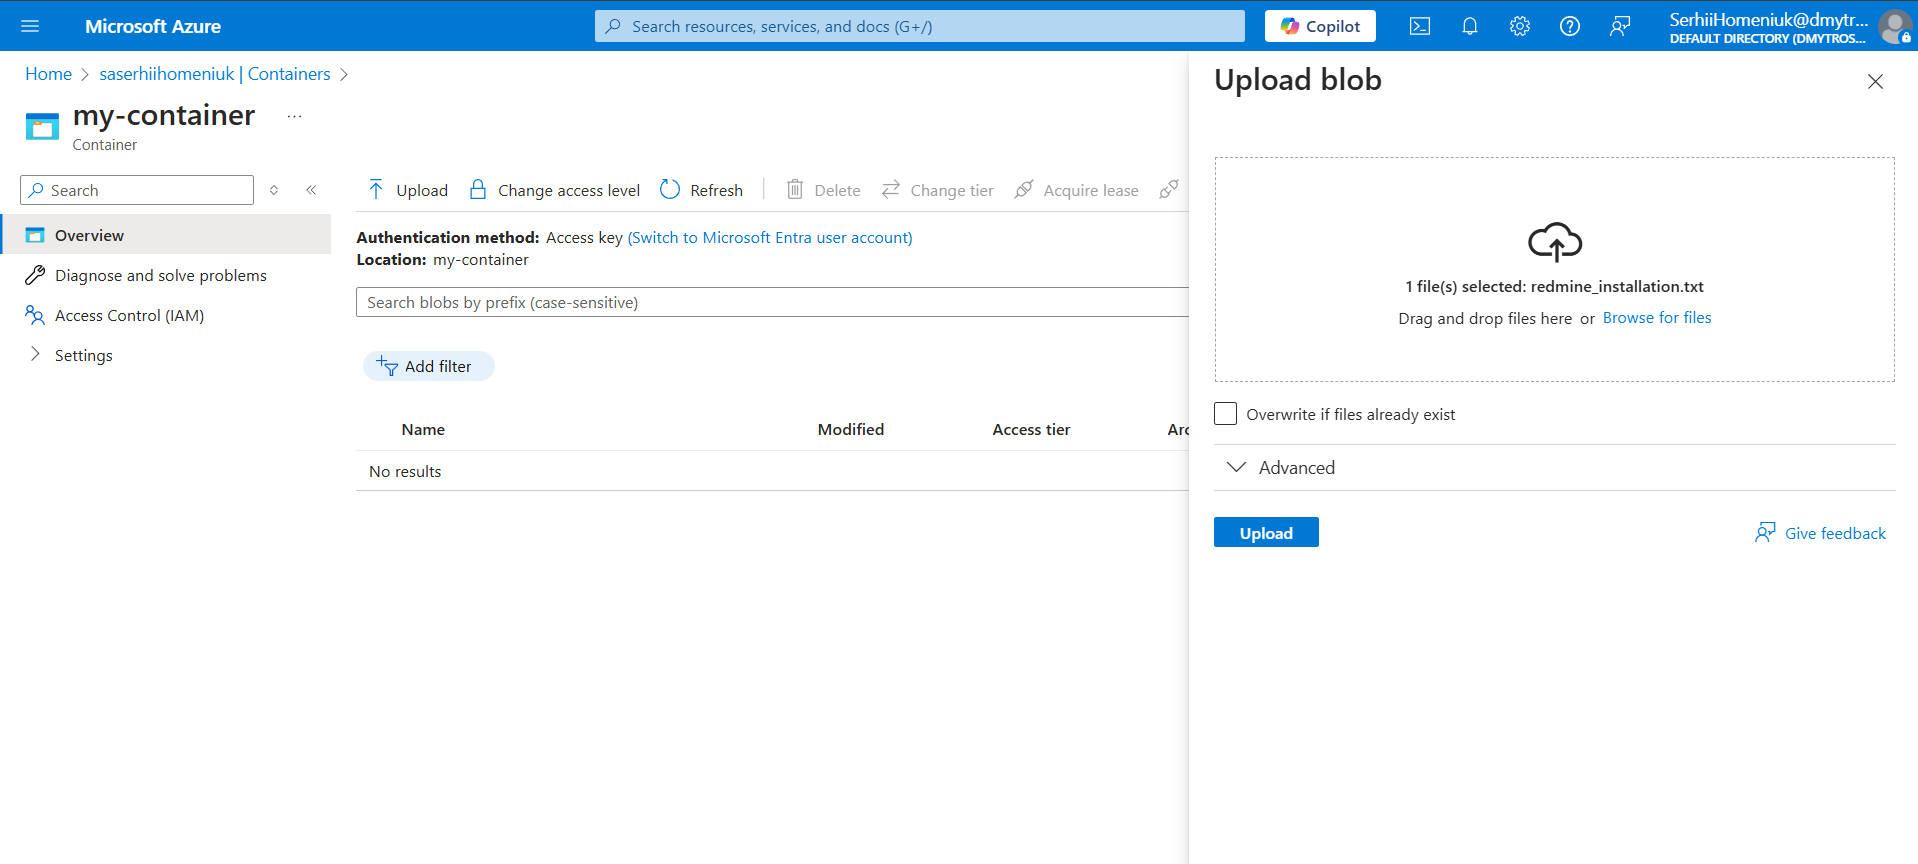 Microsoft Azure
Search resources, services, and docs (G+/)
Copilot
SerhiiHomeniuk@dmytr...
DEFAULT DIRECTORY (DMYTROS...
Home > saserhiihomeniuk | Containers >
my-container
...
Container
Search
Overview
Diagnose and solve problems
Access Control (IAM)
Settings
Upload
Change access level
Refresh
Delete
Change tier
Acquire lease
Authentication method: Access key (Switch to Microsoft Entra user account)
Location: my-container
Search blobs by prefix (case-sensitive)
Add filter
Name Modified Access tier Arc
No results
Upload blob
1 file(s) selected: redmine_installation.txt
Drag and drop files here or Browse for files
Overwrite if files already exist
Advanced
Upload
Give feedback